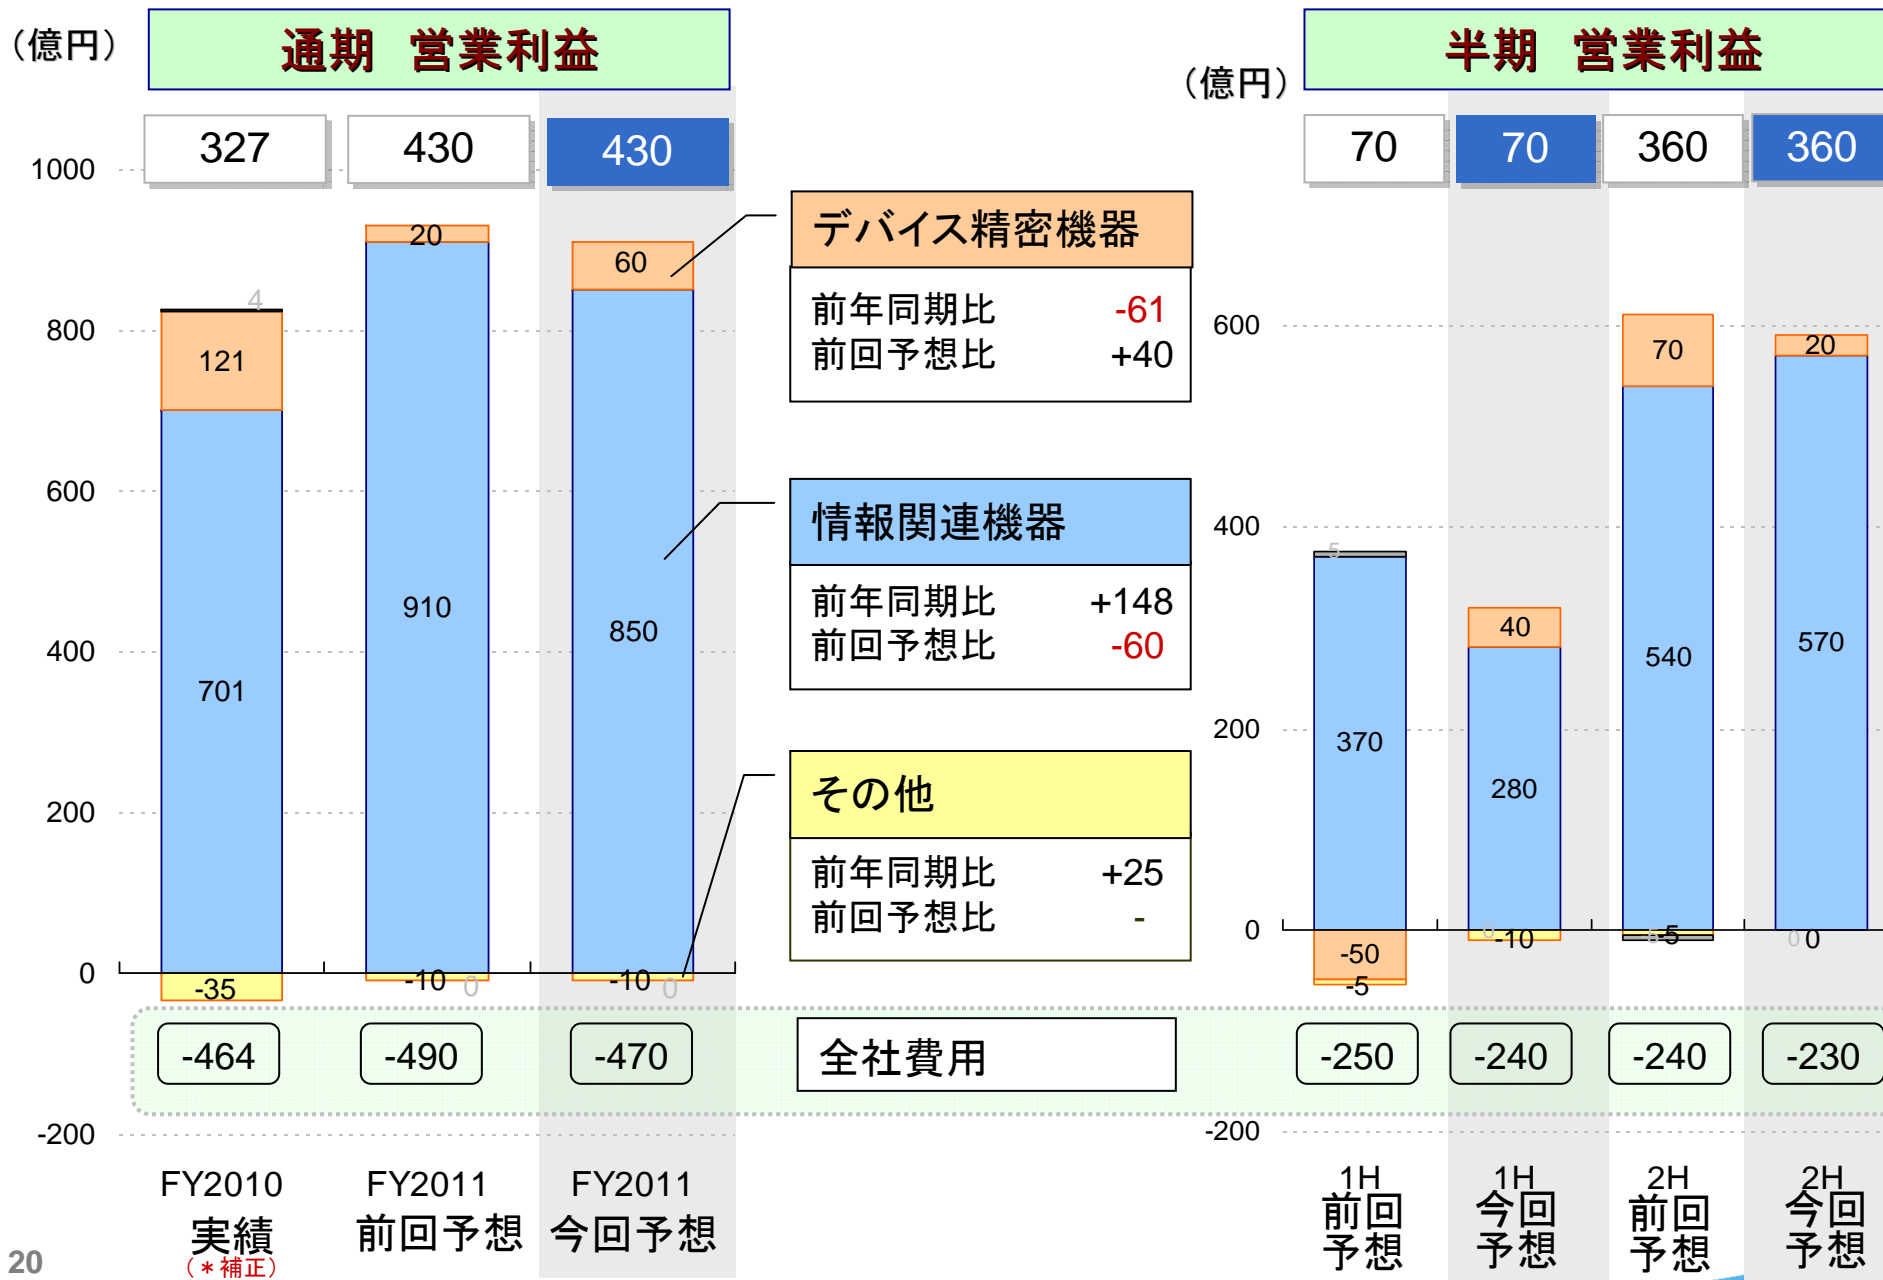 （億円）
通期 営業利益
327
430
430
1000
800
600
400
200
0
-200
4
121
701
-35
20
910
-10
0
60
850
-10
0
デバイス精密機器
前年同期比 -61
前回予想比 +40
情報関連機器
前年同期比 +148
前回予想比 -60
その他
前年同期比 +25
前回予想比 -
全社費用
-464
-490
-470
FY2010
実績
（＊補正）
FY2011
前回予想
FY2011
今回予想
（億円）
半期 営業利益
70
70
360
360
600
400
200
0
-200
5
370
-50
-5
40
280
0
-10
70
540
-5
20
570
0
0
-250
-240
-240
-230
1H
前回
予想
1H
今回
予想
2H
前回
予想
2H
今回
予想
20